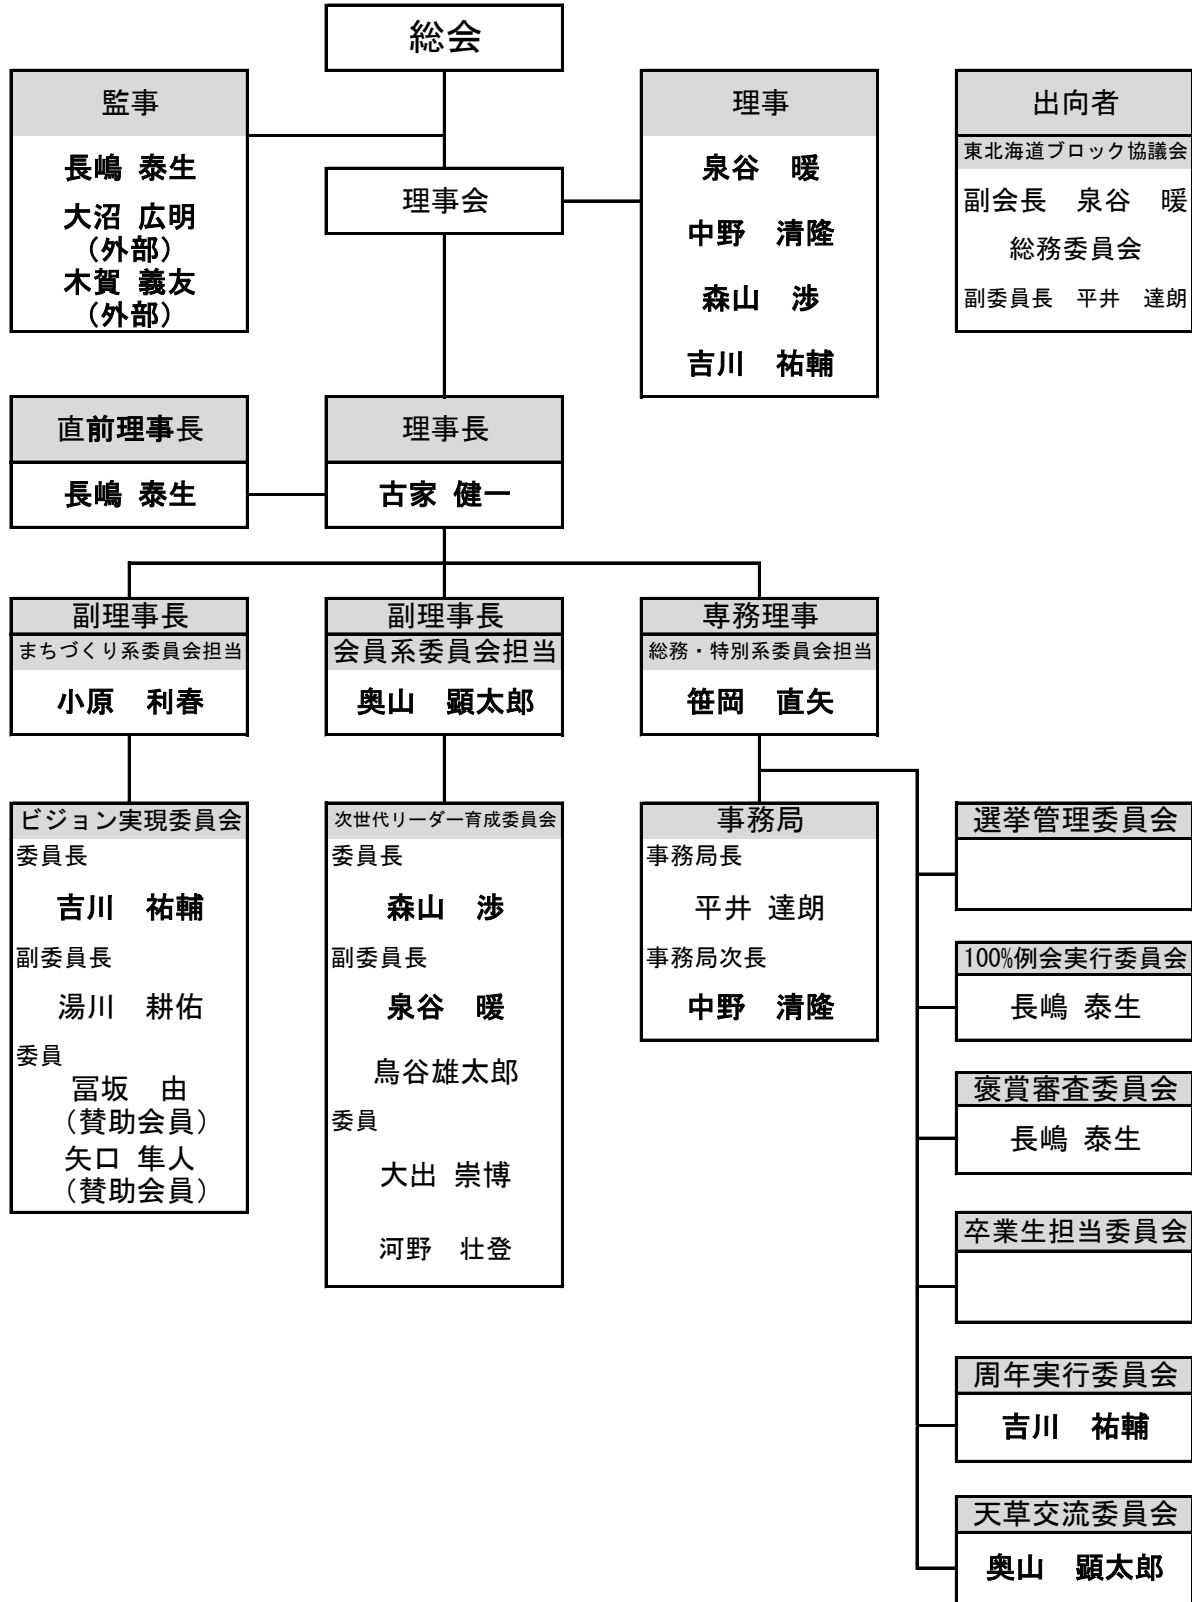 総会
監事
長嶋 泰生
大沼 広明
（外部）
木賀 義友
（外部）
理事会
理事
泉谷　暖
中野　清隆
森山　渉
吉川　祐輔
出向者
東北海道ブロック協議会
副会長　泉谷　暖
総務委員会
副委員長　平井　達朗
直前理事長
長嶋 泰生
理事長
古家 健一
副理事長
まちづくり系委員会担当
小原　利春
副理事長
会員系委員会担当
奥山　顕太郎
専務理事
総務・特別系委員会担当
笹岡　直矢
ビジョン実現委員会
委員長
吉川　祐輔
副委員長
湯川　耕佑
委員
冨坂　由
（賛助会員）
矢口 隼人
（賛助会員）
次世代リーダー育成委員会
委員長
森山　渉
副委員長
泉谷　暖
鳥谷雄太郎
委員
大出 崇博
河野　壮登
事務局
事務局長
平井 達朗
事務局次長
中野　清隆
選挙管理委員会
100%例会実行委員会
長嶋 泰生
褒賞審査委員会
長嶋 泰生
卒業生担当委員会
周年実行委員会
吉川　祐輔
天草交流委員会
奥山　顕太郎